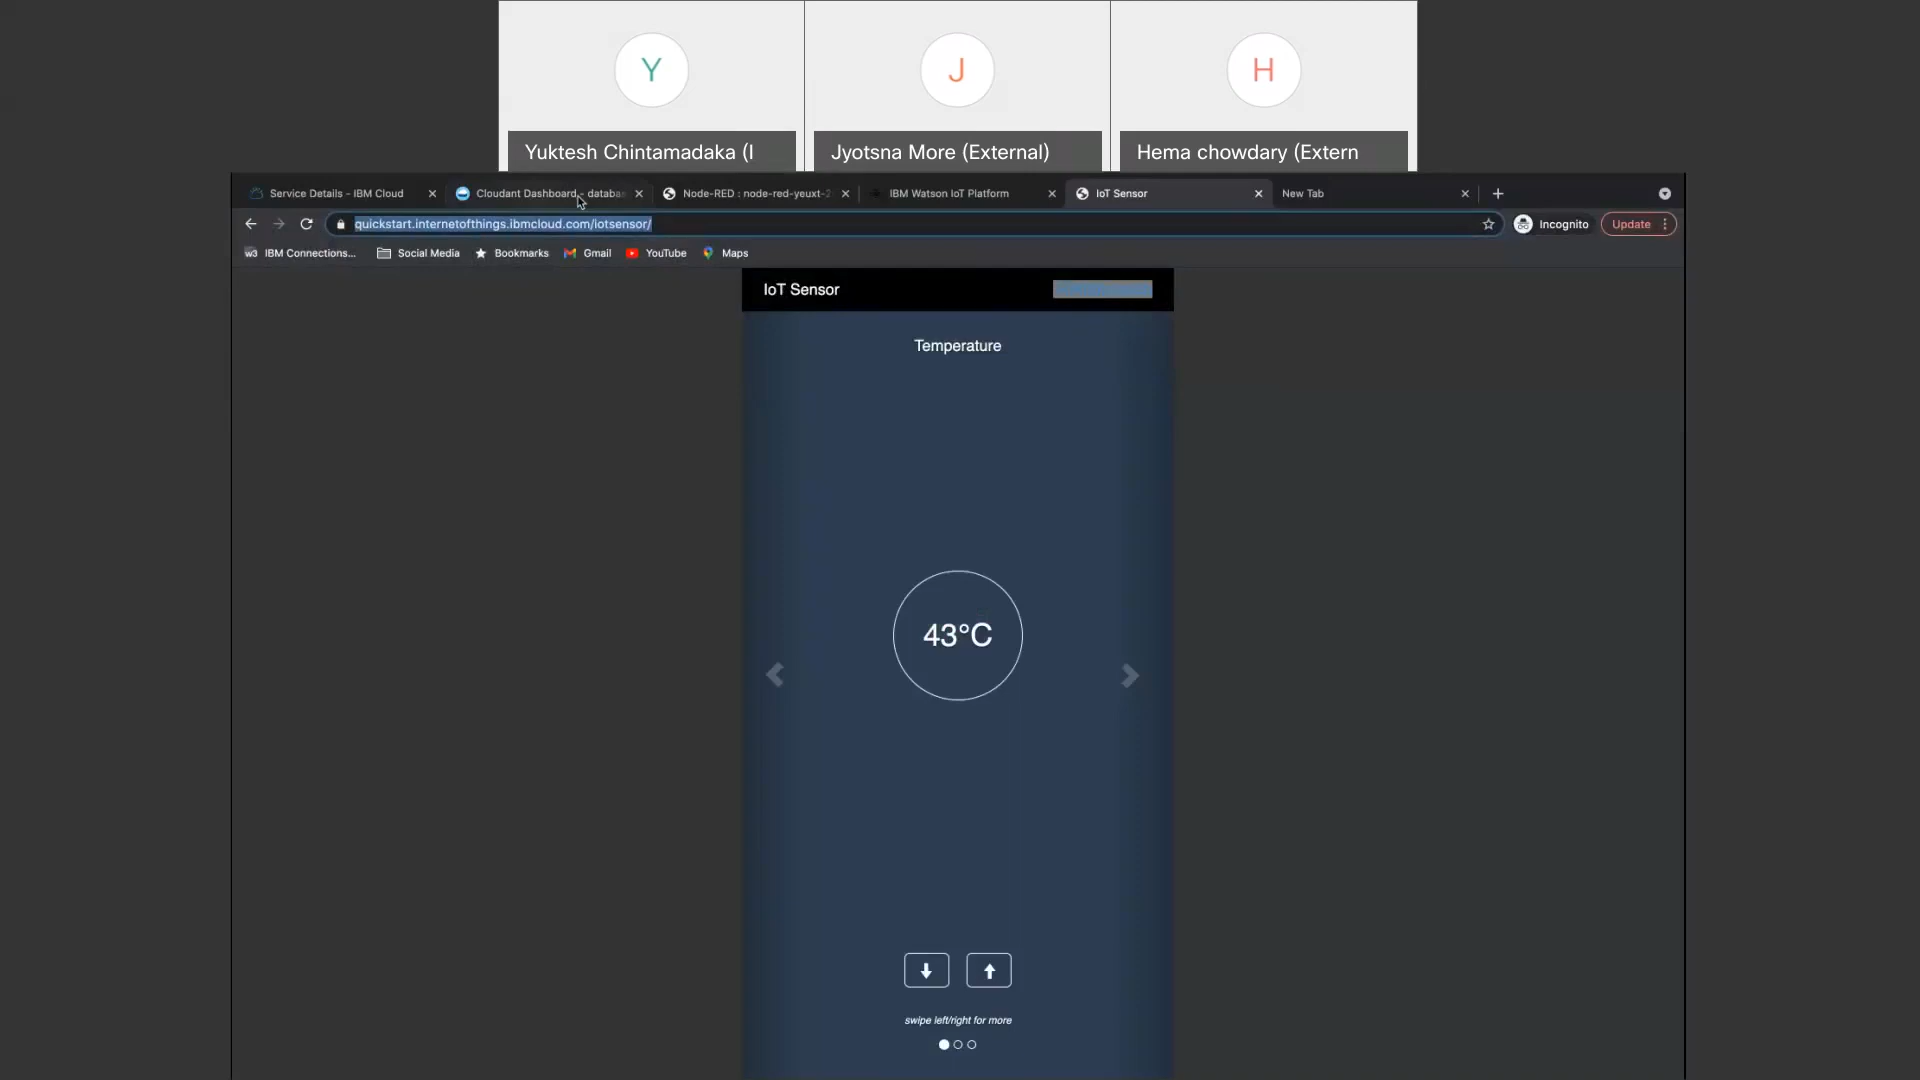 Y
J
H
Yuktesh Chintamadaka (I
Jyotsna More (External)
Hema chowdary (Extern
Service Details - IBM Cloud
Cloudant Dashboard - databas
Node-RED : node-red-yeuxt-2
IBM Watson IoT Platform
IoT Sensor
New Tab
quickstart.internetofthings.ibmcloud.com/iotsensor/
Incognito
Update
w3 IBM Connections...
Social Media
Bookmarks
Gmail
YouTube
Maps
IoT Sensor
Temperature
43°C
swipe left/right for more